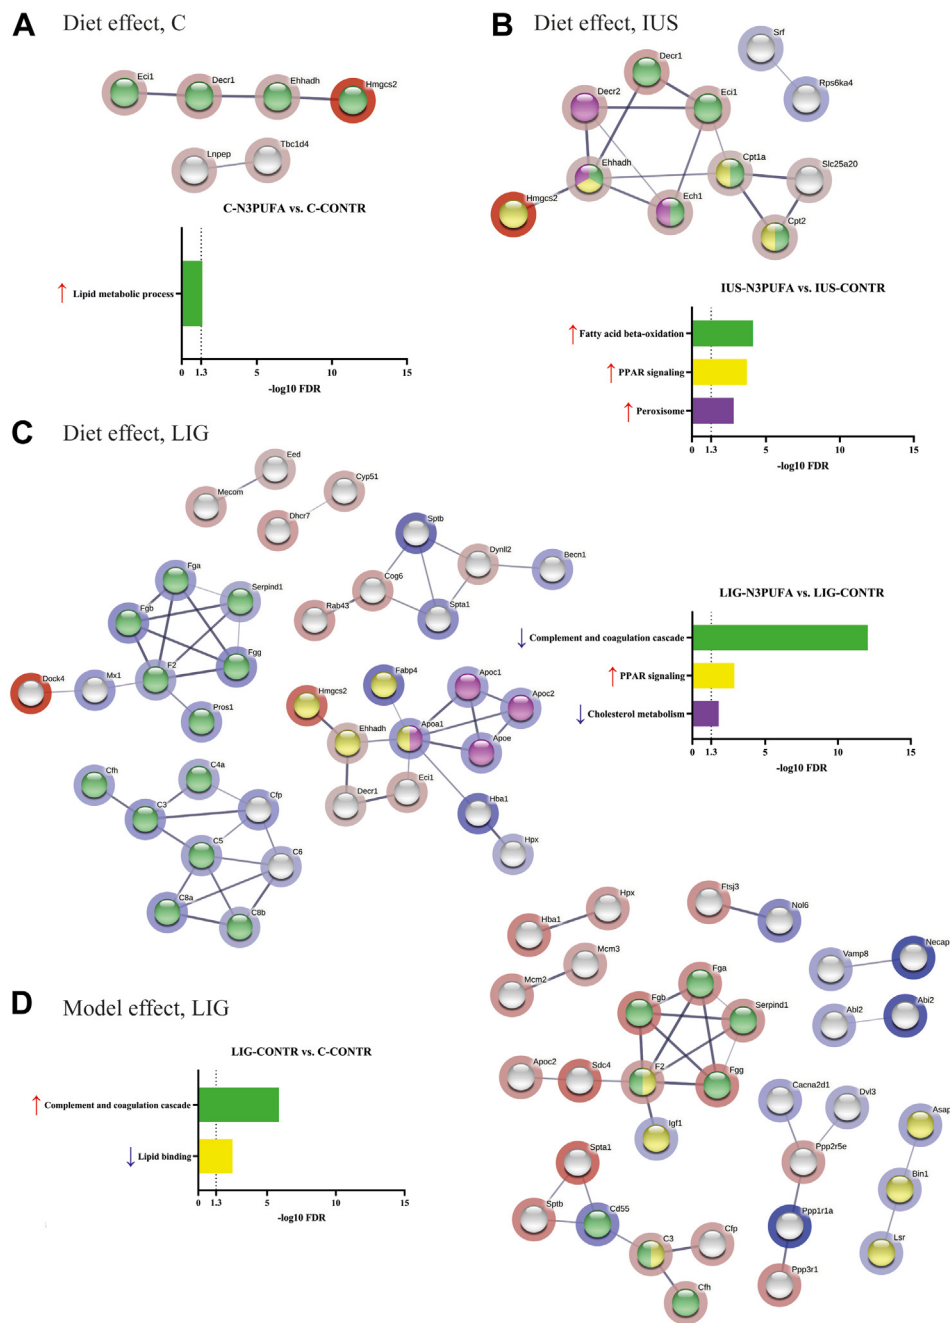 A Diet effect, C
Eci1
Decr1
Ehhadh
Hmgcs2
Lnpep
Tbc1d4
C-N3PUFA vs. C-CONTR
↑ Lipid metabolic process
0 1.3 5 10 15
-log10 FDR
B Diet effect, IUS
Srf
Rps6ka4
Decr1
Decr2
Eci1
Ehhadh
Cpt1a
Slc25a20
Hmgcs2
Ech1
Cpt2
IUS-N3PUFA vs. IUS-CONTR
↑ Fatty acid beta-oxidation
↑ PPAR signaling
↑ Peroxisome
0 1.3 5 10 15
-log10 FDR
C Diet effect, LIG
Eed
Mecom
Cyp51
Dhcr7
Sptb
Dynll2
Becn1
Cog6
Rab43
Spta1
Fga
Fgb
Serpind1
F2
Fgg
Dock4
Mx1
Pros1
Fabp4
Hmgcs2
Apoc1
Apoc2
Ehhadh
Apoa1
Apoe
Decr1
Eci1
Hba1
Hpx
Cfh
C4a
C3
Cfp
C5
C6
C8a
C8b
LIG-N3PUFA vs. LIG-CONTR
↓ Complement and coagulation cascade
↑ PPAR signaling
↓ Cholesterol metabolism
0 1.3 5 10 15
-log10 FDR
D Model effect, LIG
LIG-CONTR vs. C-CONTR
↑ Complement and coagulation cascade
↓ Lipid binding
0 1.3 5 10 15
-log10 FDR
Hba1
Hpx
Mcm2
Mcm3
Ftsj3
Nol6
Vamp8
Necap
Abl2
Abi2
Fga
Fgb
Serpind1
Apoc2
Sdc4
F2
Fgg
Igf1
Cacna2d1
Dvl3
Ppp2r5e
Ppp1r1a
Ppp3r1
Asap
Bin1
Lsr
Spta1
Sptb
Cd55
C3
Cfp
Cfh